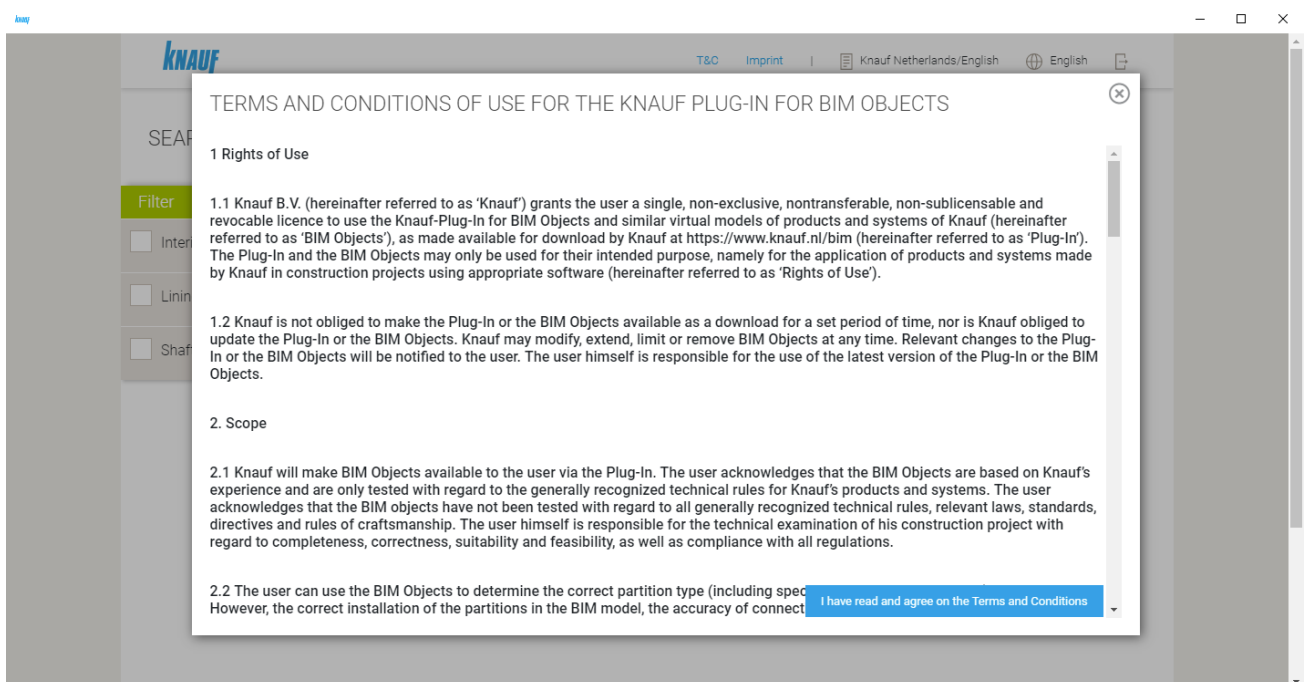 knauf
KNAUF
T&C Imprint | Knauf Netherlands/English English
TERMS AND CONDITIONS OF USE FOR THE KNAUF PLUG-IN FOR BIM OBJECTS
SEAR
1 Rights of Use
Filter
1.1 Knauf B.V. (hereinafter referred to as ‘Knauf’) grants the user a single, non-exclusive, nontransferable, non-sublicensable and
revocable licence to use the Knauf-Plug-In for BIM Objects and similar virtual models of products and systems of Knauf (hereinafter
referred to as ‘BIM Objects’), as made available for download by Knauf at https://www.knauf.nl/bim (hereinafter referred to as ‘Plug-In’).
The Plug-In and the BIM Objects may only be used for their intended purpose, namely for the application of products and systems made
by Knauf in construction projects using appropriate software (hereinafter referred to as ‘Rights of Use’).
Interi
Linin
Shaf
1.2 Knauf is not obliged to make the Plug-In or the BIM Objects available as a download for a set period of time, nor is Knauf obliged to
update the Plug-In or the BIM Objects. Knauf may modify, extend, limit or remove BIM Objects at any time. Relevant changes to the Plug-
In or the BIM Objects will be notified to the user. The user himself is responsible for the use of the latest version of the Plug-In or the BIM
Objects.
2. Scope
2.1 Knauf will make BIM Objects available to the user via the Plug-In. The user acknowledges that the BIM Objects are based on Knauf’s
experience and are only tested with regard to the generally recognized technical rules for Knauf’s products and systems. The user
acknowledges that the BIM objects have not been tested with regard to all generally recognized technical rules, relevant laws, standards,
directives and rules of craftsmanship. The user himself is responsible for the technical examination of his construction project with
regard to completeness, correctness, suitability and feasibility, as well as compliance with all regulations.
2.2 The user can use the BIM Objects to determine the correct partition type (including spec
However, the correct installation of the partitions in the BIM model, the accuracy of connect
I have read and agree on the Terms and Conditions